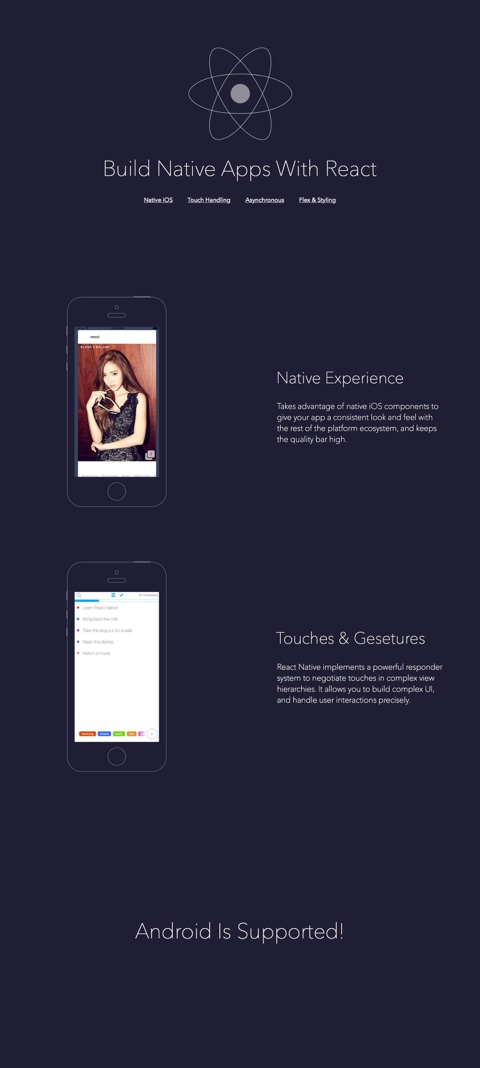 Build Native Apps With React
Native iOS Touch Handling Asynchronous Flex & Styling
Native Experience
Takes advantage of native iOS components to
give your app a consistent look and feel with
the rest of the platform ecosystem, and keeps
the quality bar high.
Learn React Native
Bring back the milk
Take the dog out for a walk
Wash the dishes
Watch a movie
Touches & Gesetures
React Native implements a powerful responder
system to negotiate touches in complex view
hierarchies. It allows you to build complex UI,
and handle user interactions precisely.
Android Is Supported!